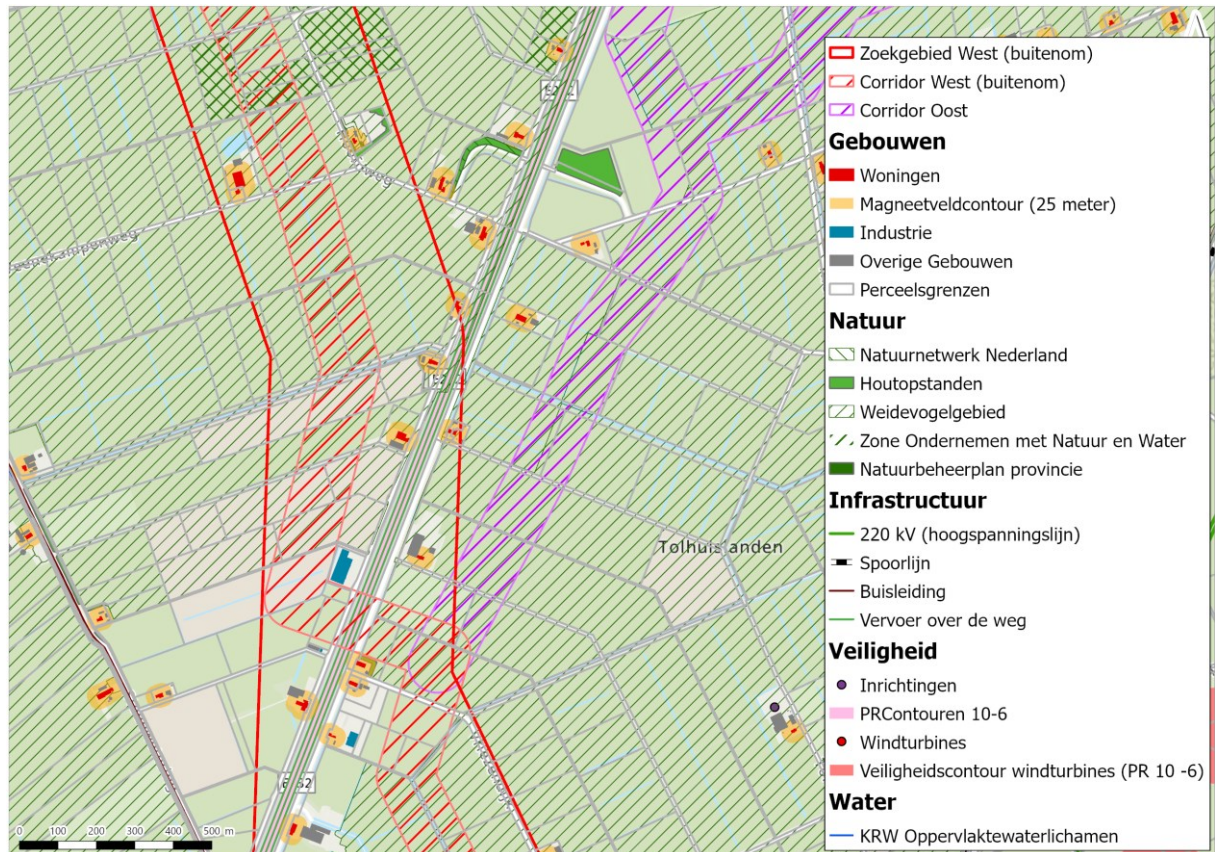 Zoekgebied West (buitenom)
Corridor West (buitenom)
Corridor Oost
Gebouwen
Woningen
Magneetveldcontour (25 meter)
Industrie
Overige Gebouwen
Perceelsgrenzen
Natuur
Natuurnetwerk Nederland
Houtopstanden
Weidevogelgebied
Zone Ondernemen met Natuur en Water
Natuurbeheerplan provincie
Infrastructuur
220 kV (hoogspanningslijn)
Spoorlijn
Buisleiding
Vervoer over de weg
Veiligheid
Inrichtingen
PRContouren 10-6
Windturbines
Veiligheidscontour windturbines (PR 10 -6)
Water
KRW Oppervlaktewaterlichamen
Tolhuislanden
0 100 200 300 400 500 m